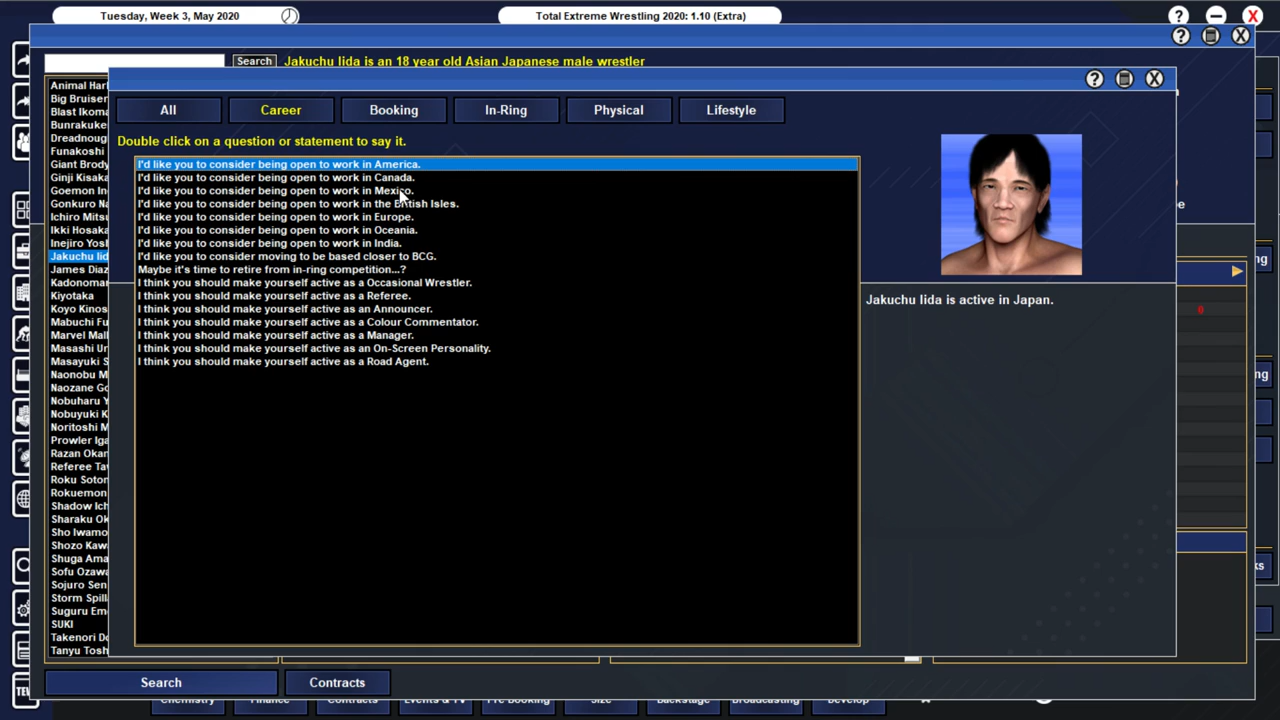 Tuesday, Week 3, May 2020
Total Extreme Wrestling 2020: 1.10 (Extra)
Search
Jakuchu Iida is an 18 year old Asian Japanese male wrestler
All
Career
Booking
In-Ring
Physical
Lifestyle
Double click on a question or statement to say it.
I'd like you to consider being open to work in America.
I'd like you to consider being open to work in Canada.
I'd like you to consider being open to work in Mexico.
I'd like you to consider being open to work in the British Isles.
I'd like you to consider being open to work in Europe.
I'd like you to consider being open to work in Oceania.
I'd like you to consider being open to work in India.
I'd like you to consider moving to be based closer to BCG.
Maybe it's time to retire from in-ring competition...?
I think you should make yourself active as a Occasional Wrestler.
I think you should make yourself active as a Referee.
I think you should make yourself active as an Announcer.
I think you should make yourself active as a Colour Commentator.
I think you should make yourself active as a Manager.
I think you should make yourself active as an On-Screen Personality.
I think you should make yourself active as a Road Agent.
Jakuchu Iida is active in Japan.
0
Animal Har
Big Bruiser
Blast Ikoma
Bunrakuke
Dreadnoug
Funakoshi
Giant Brody
Ginji Kisaka
Goemon In
Gonkuro Na
Ichiro Mitsu
Ikki Hosaka
Inejiro Yosl
Jakuchu Iid
James Diaz
Kadonomar
Kiyotaka
Koyo Kinos
Mabuchi Fu
Marvel Mall
Masashi Ur
Masayuki S
Naonobu M
Naozane Go
Nobuharu Y
Nobuyuki K
Noritoshi M
Prowler Iga
Razan Okar
Referee Tav
Roku Soton
Rokuemon
Shadow Ich
Sharaku Ok
Sho Iwamo
Shozo Kaw
Shuga Ama
Sofu Ozawa
Sojuro Sen
Storm Spill
Suguru Em
SUKI
Takenori Do
Tanyu Tosh
Search
Contracts
Chemistry
Finance
Contracts
Events & TV
Pre Booking
Size
Backstage
Broadcasting
Develop